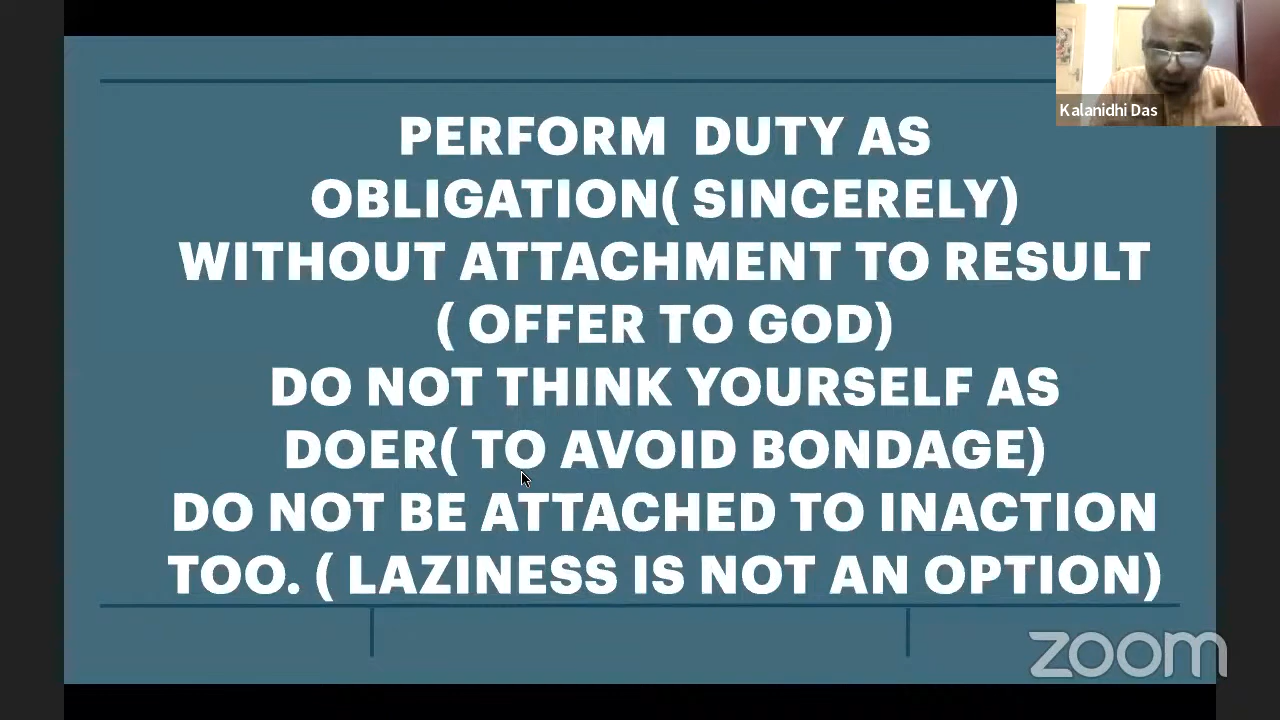 Kalanidhi Das
PERFORM DUTY AS
OBLIGATION( SINCERELY)
WITHOUT ATTACHMENT TO RESULT
( OFFER TO GOD)
DO NOT THINK YOURSELF AS
DOER( TO AVOID BONDAGE)
DO NOT BE ATTACHED TO INACTION
TOO. ( LAZINESS IS NOT AN OPTION)
zoom